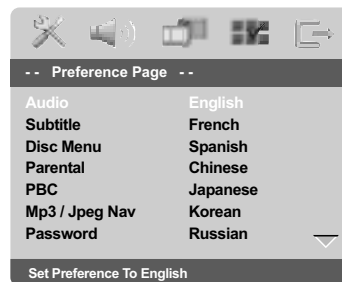 -- Preference Page --
Audio English
Subtitle French
Disc Menu Spanish
Parental Chinese
PBC Japanese
Mp3 / Jpeg Nav Korean
Password Russian
Set Preference To English